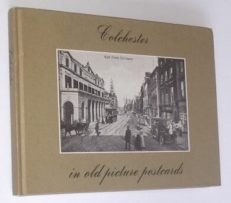 Colchester
in old picture postcards